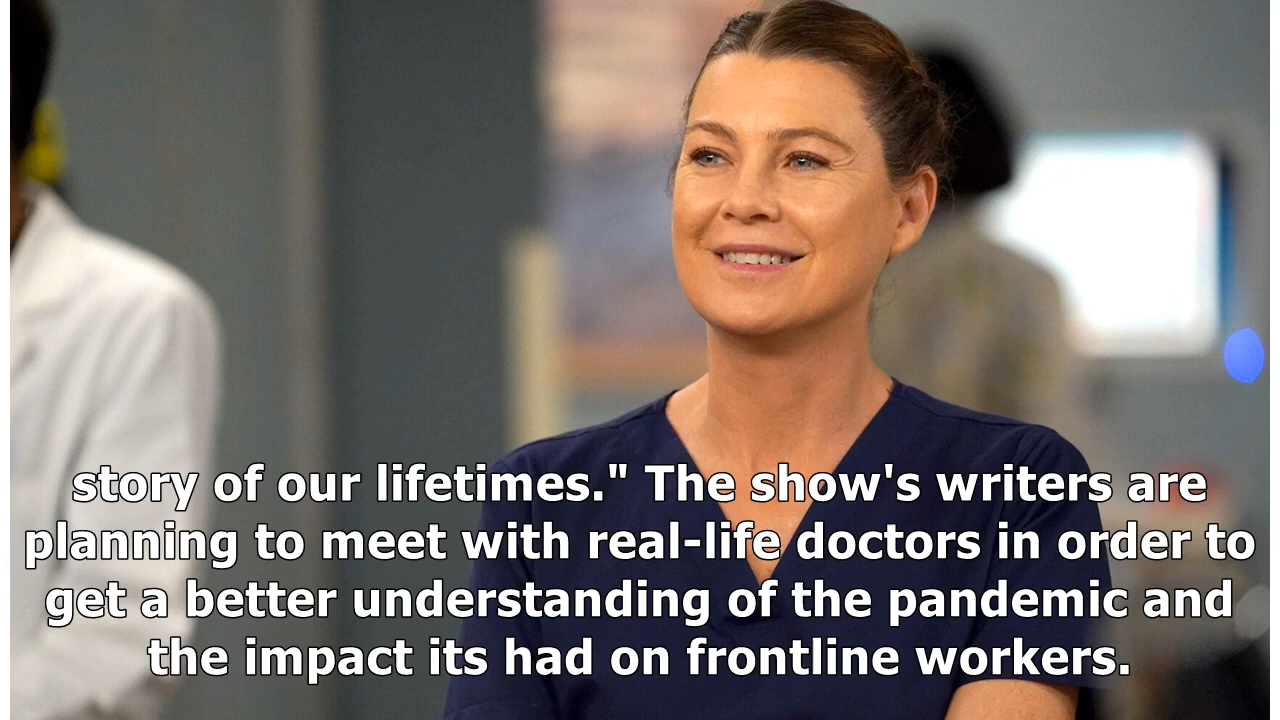 story of our lifetimes." The show's writers are
planning to meet with real-life doctors in order to
get a better understanding of the pandemic and
the impact its had on frontline workers.